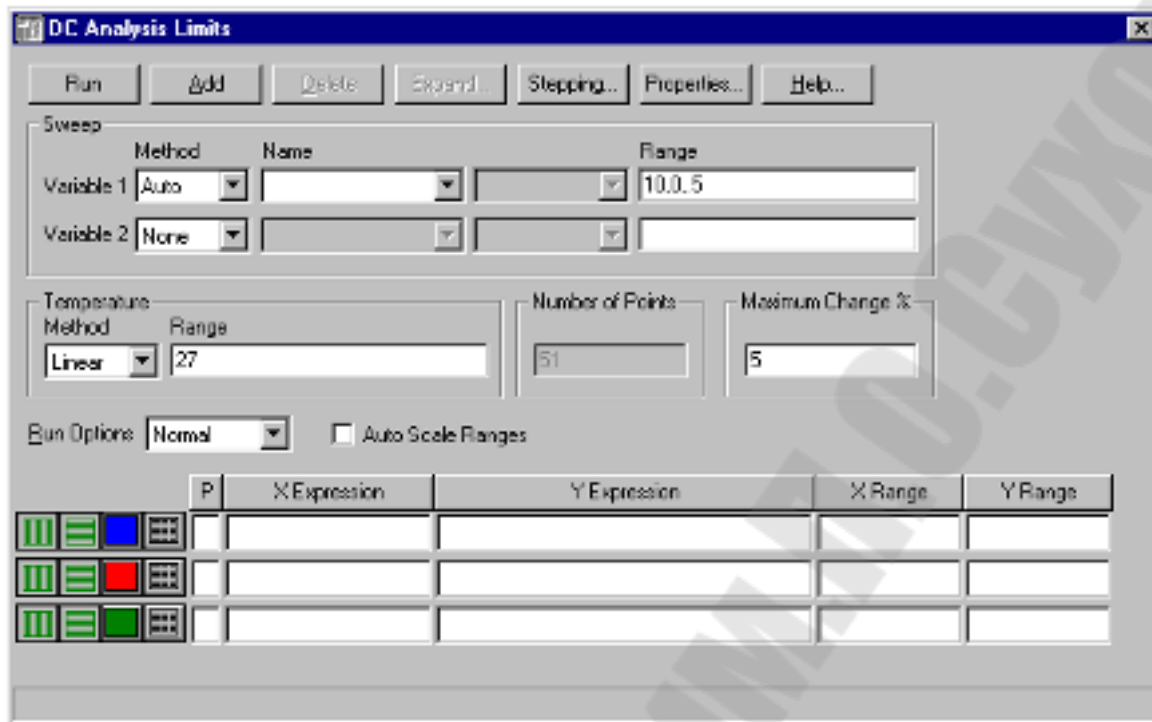 DC Analysis Limits
Run Add Delete Expand... Stepping... Properties... Help...
Sweep
Method Name Range
Variable 1 Auto 10.0..5
Variable 2 None
Temperature Number of Points Maximum Change %
Method Range
Linear 27 51 5
Run Options Normal Auto Scale Ranges
P X Expression Y Expression X Range Y Range